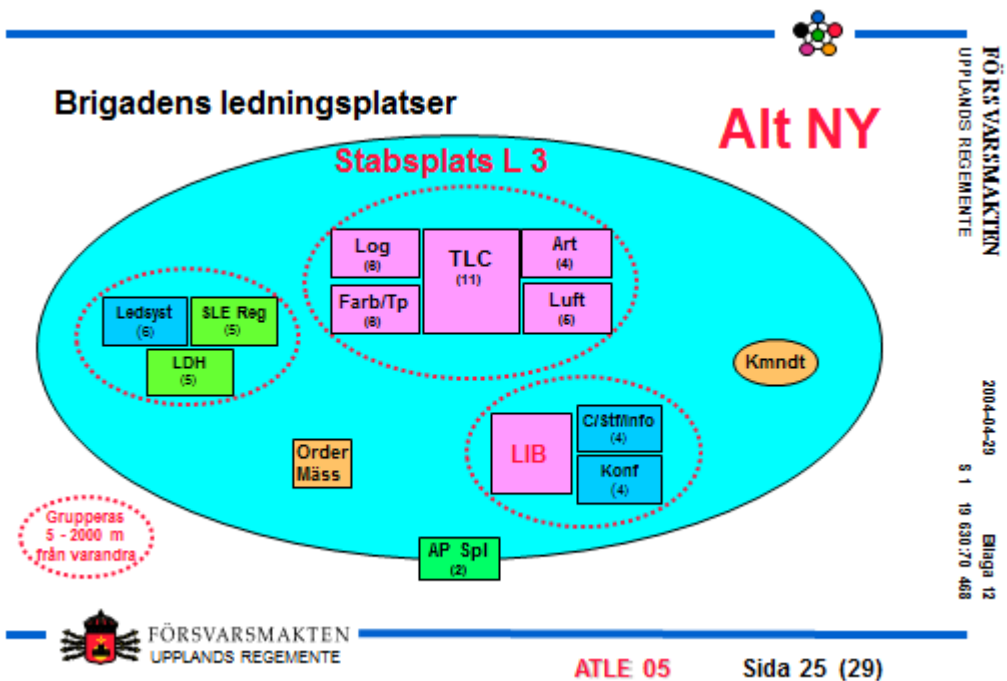 Brigadens ledningsplatser
Alt NY
Stabsplats L 3
Log
(6)
TLC
(11)
Art
(4)
Farb/Tp
(6)
Luft
(5)
Ledsyst
(6)
SLE Reg
(5)
LDH
(5)
Kmndt
LIB
C/Stf/Info
(4)
Konf
(4)
Order
Mäss
AP Spl
(2)
Grupperas
5 - 2000 m
från varandra
FÖRSVARSMAKTEN
UPPLANDS REGEMENTE
2004-04-29
S 1 19 630:70 468
Bilaga 12
FÖRSVARSMAKTEN
UPPLANDS REGEMENTE
ATLE 05
Sida 25 (29)